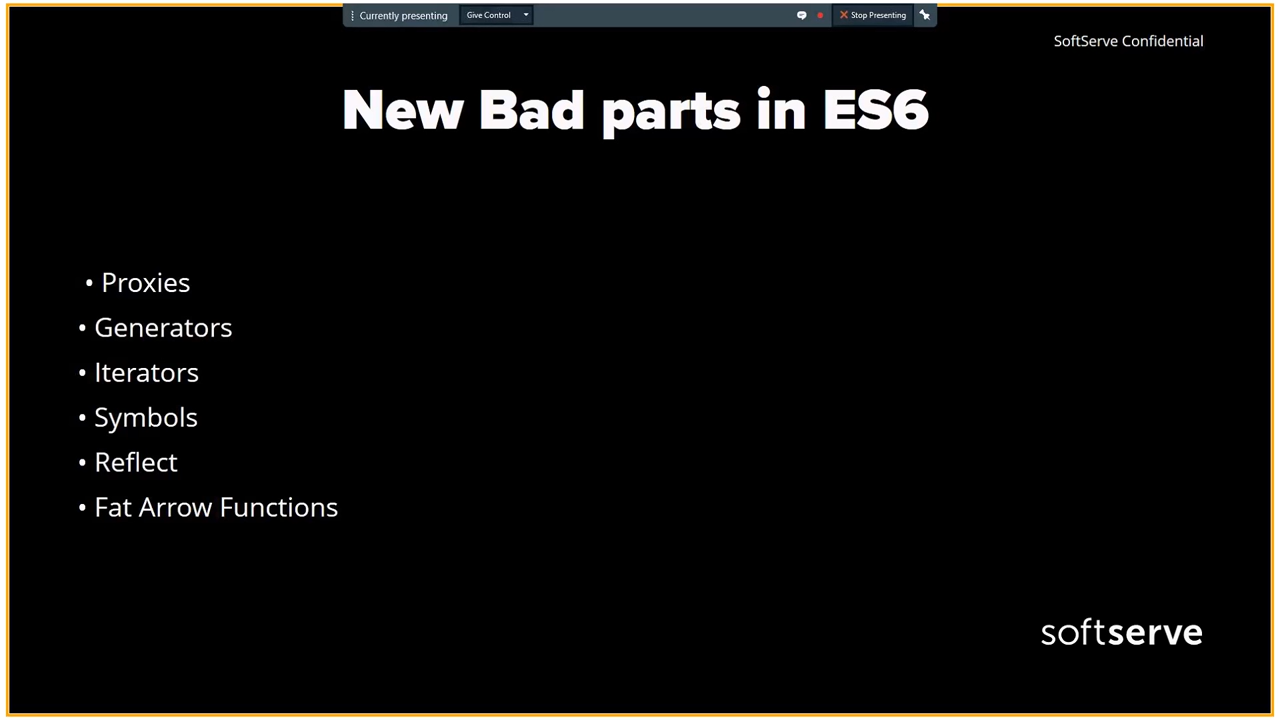 Currently presenting Give Control Stop Presenting
SoftServe Confidential
New Bad parts in ES6
• Proxies
• Generators
• Iterators
• Symbols
• Reflect
• Fat Arrow Functions
softserve